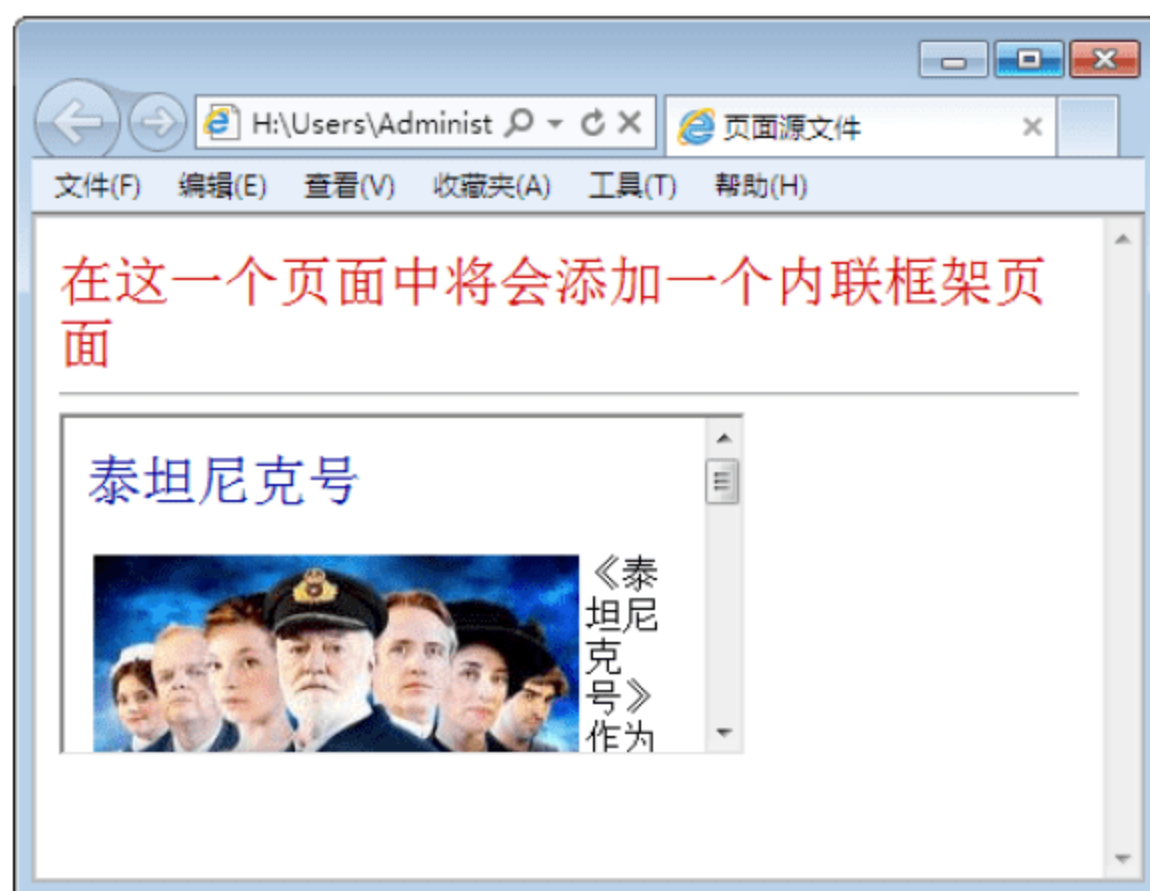 H:\Users\Administ
页面源文件
文件(F) 编辑(E) 查看(V) 收藏夹(A) 工具(T) 帮助(H)
在这一个页面中将会添加一个内联框架页
面
泰坦尼克号
《泰
坦尼
克
号》
作为